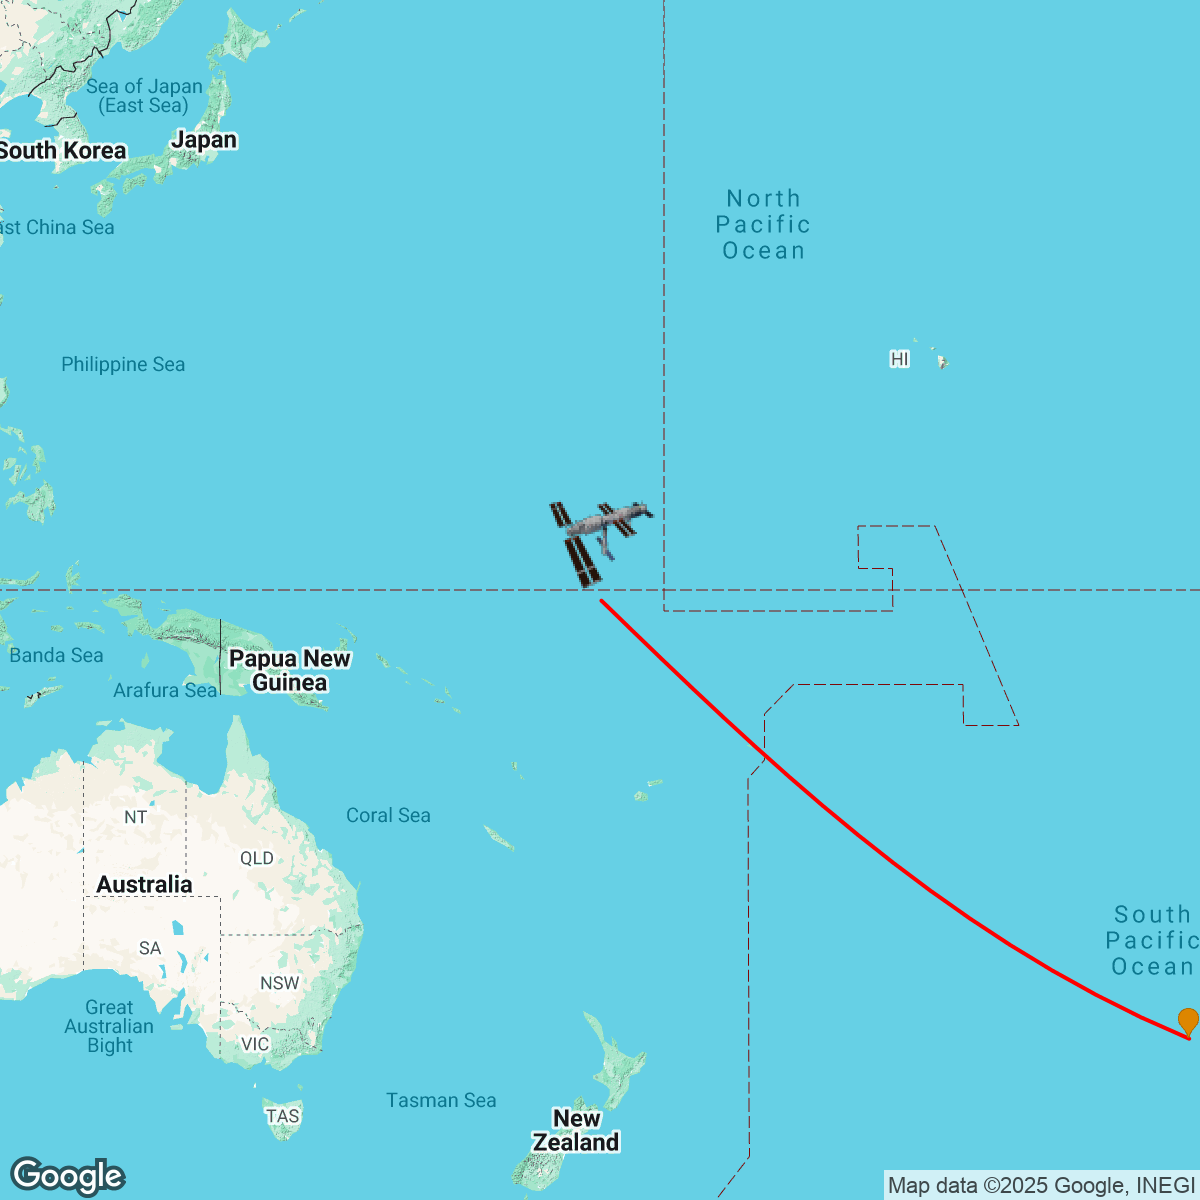 Sea of Japan
(East Sea)
Japan
South Korea
ast China Sea
North
Pacific
Ocean
Philippine Sea
HI
Banda Sea
Papua New
Guinea
Arafura Sea
NT
Coral Sea
QLD
Australia
South
Pacific
Ocean
SA
NSW
Great
Australian
Bight
VIC
Tasman Sea
TAS
New
Zealand
Google
Map data ©2025 Google, INEGI